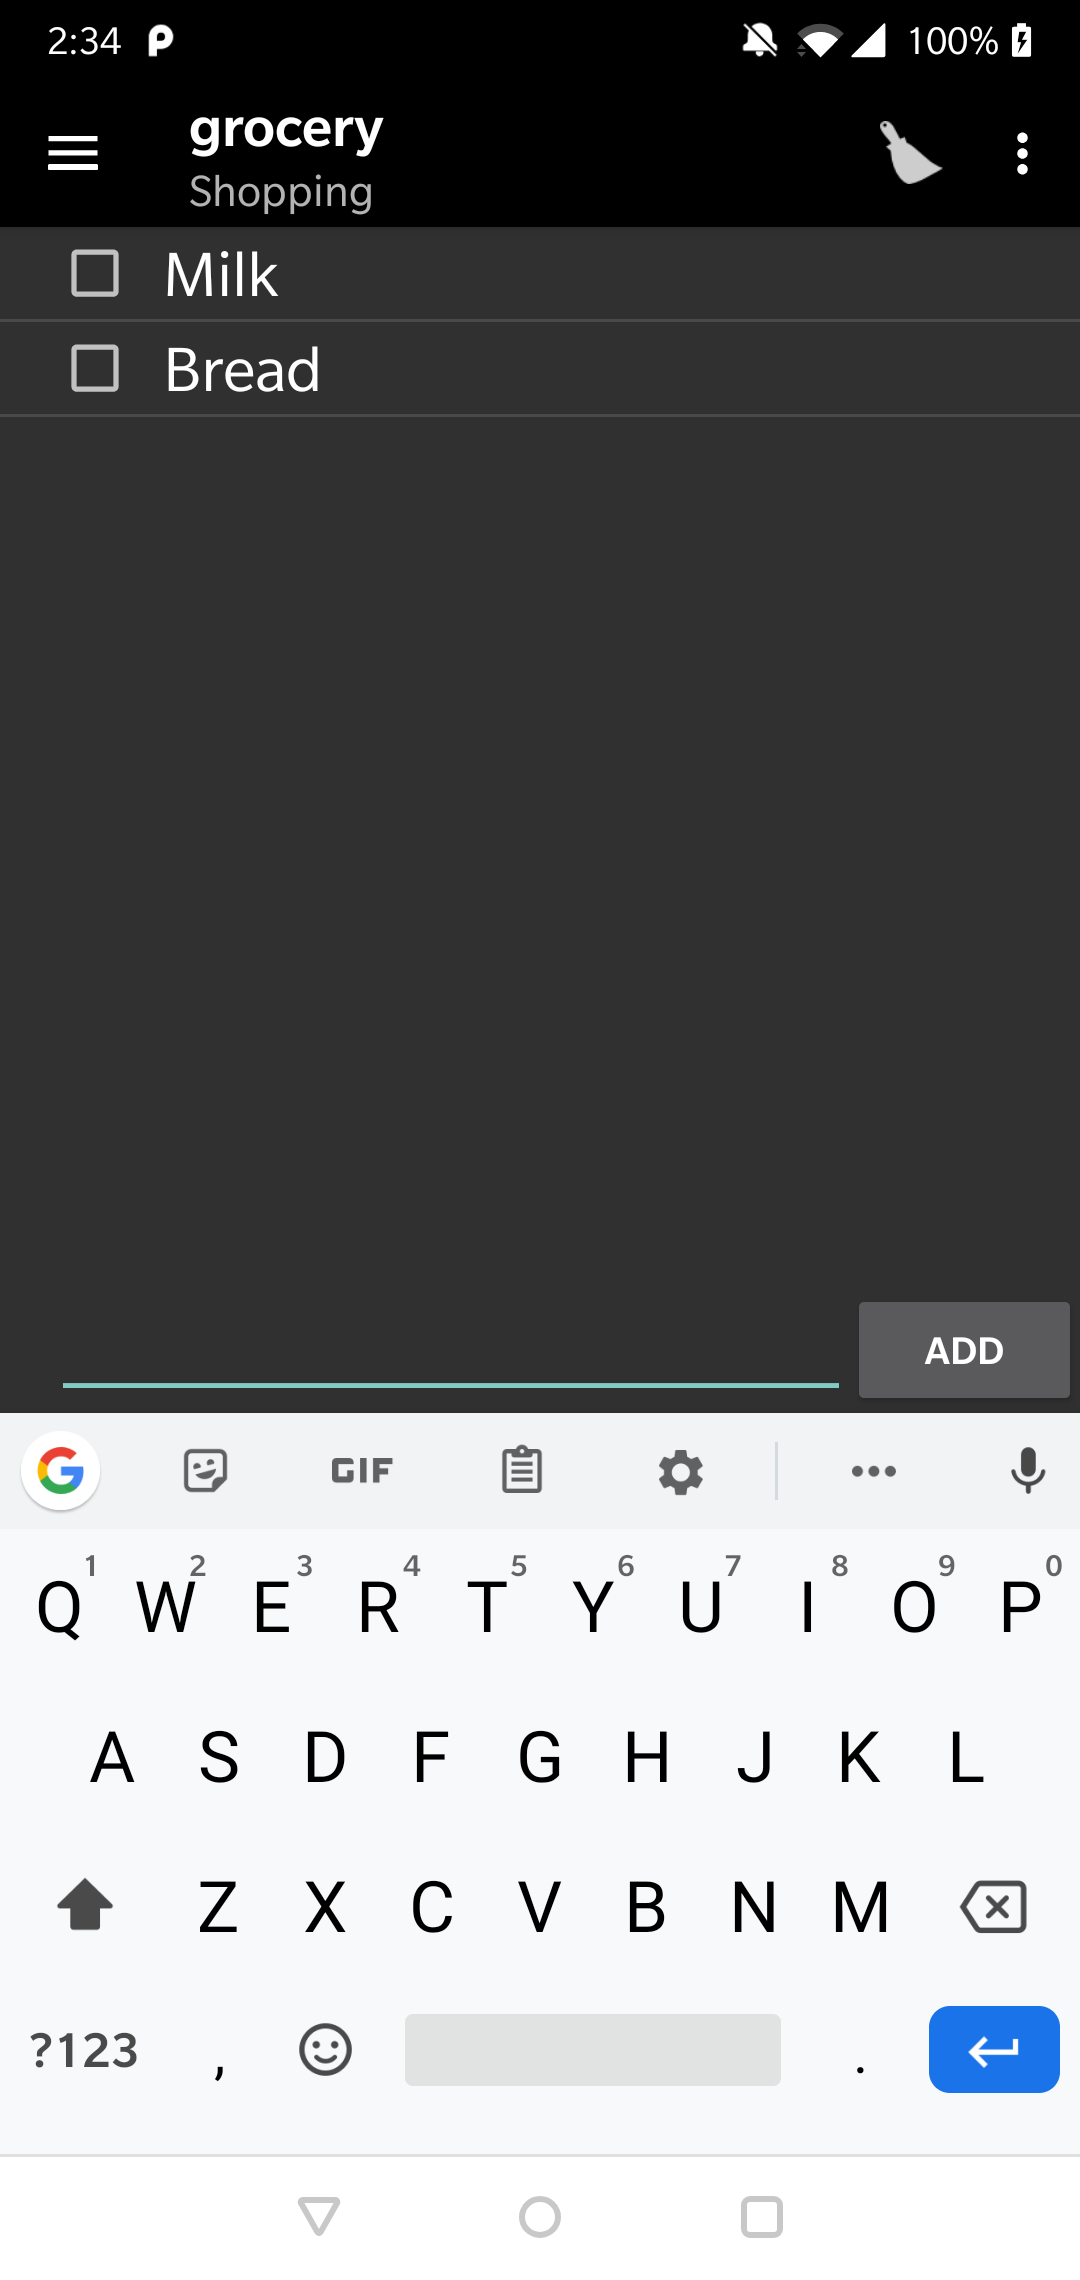 2:34 100%
grocery
Shopping
Milk
Bread
ADD
G GIF
1 2 3 4 5 6 7 8 9 0
Q W E R T Y U I O P
A S D F G H J K L
Z X C V B N M
?123 , .